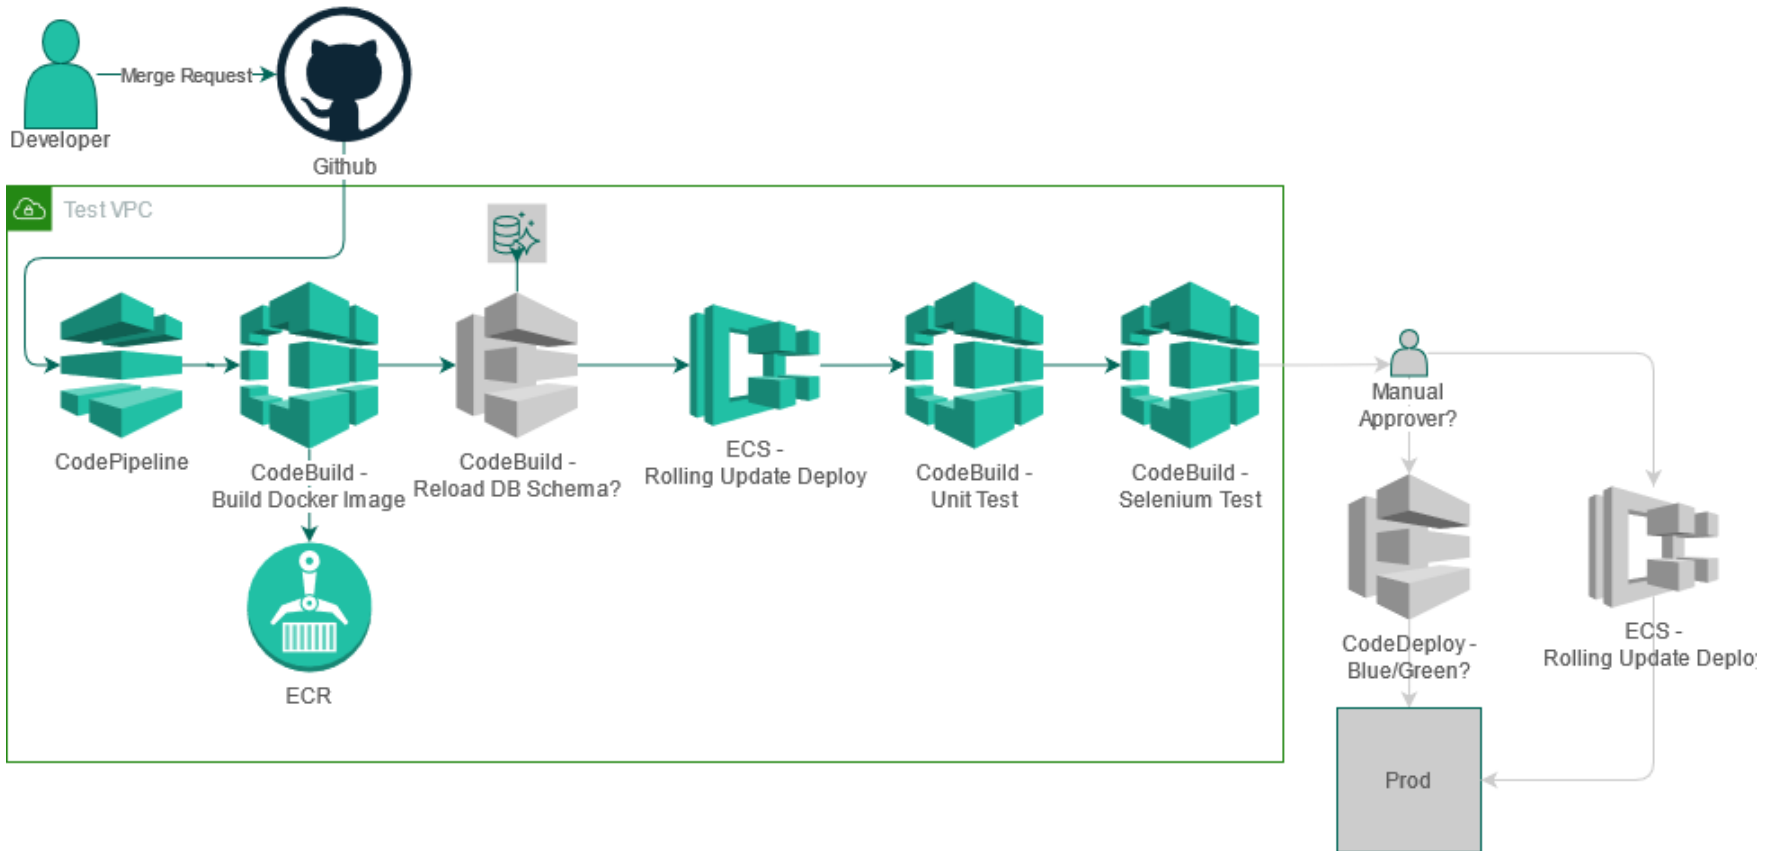 Merge Request
Developer
Github
Test VPC
CodePipeline
CodeBuild -
Build Docker Image
CodeBuild -
Reload DB Schema?
ECS -
Rolling Update Deploy
CodeBuild -
Unit Test
CodeBuild -
Selenium Test
Manual
Approver?
ECR
CodeDeploy -
Blue/Green?
ECS -
Rolling Update Deplo
Prod